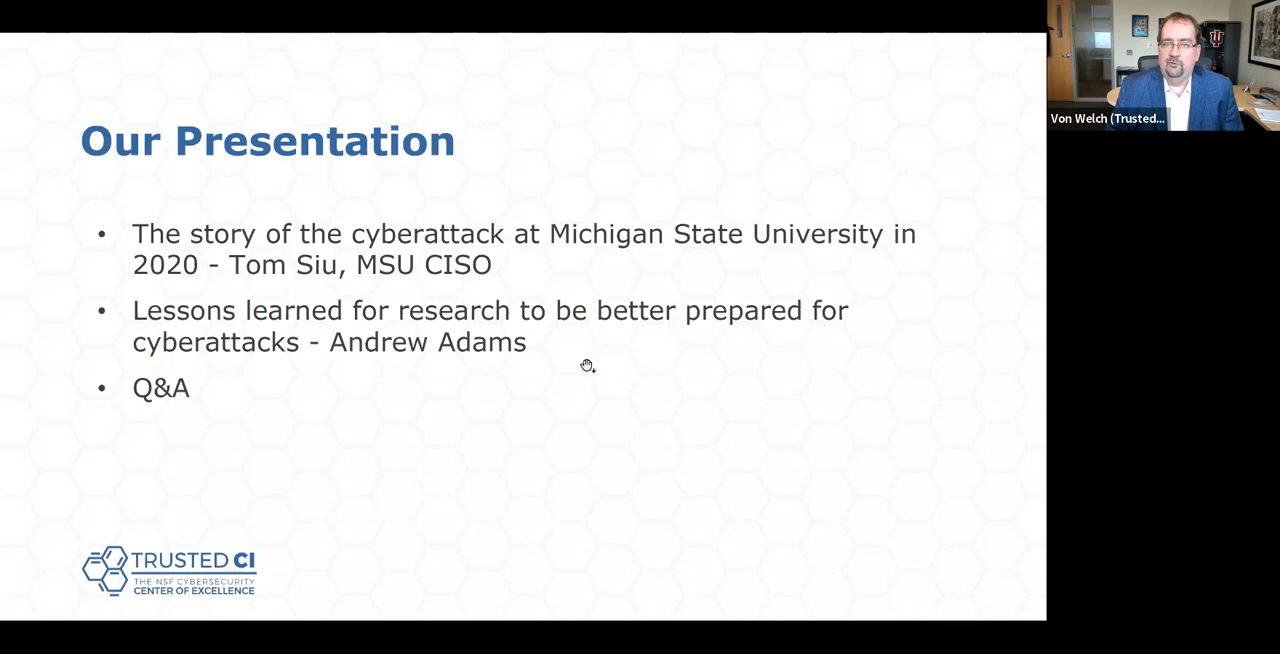 Our Presentation
• The story of the cyberattack at Michigan State University in
2020 - Tom Siu, MSU CISO
• Lessons learned for research to be better prepared for
cyberattacks - Andrew Adams
• Q&A
TRUSTED CI
THE NSF CYBERSECURITY
CENTER OF EXCELLENCE
Von Welch (Trusted...